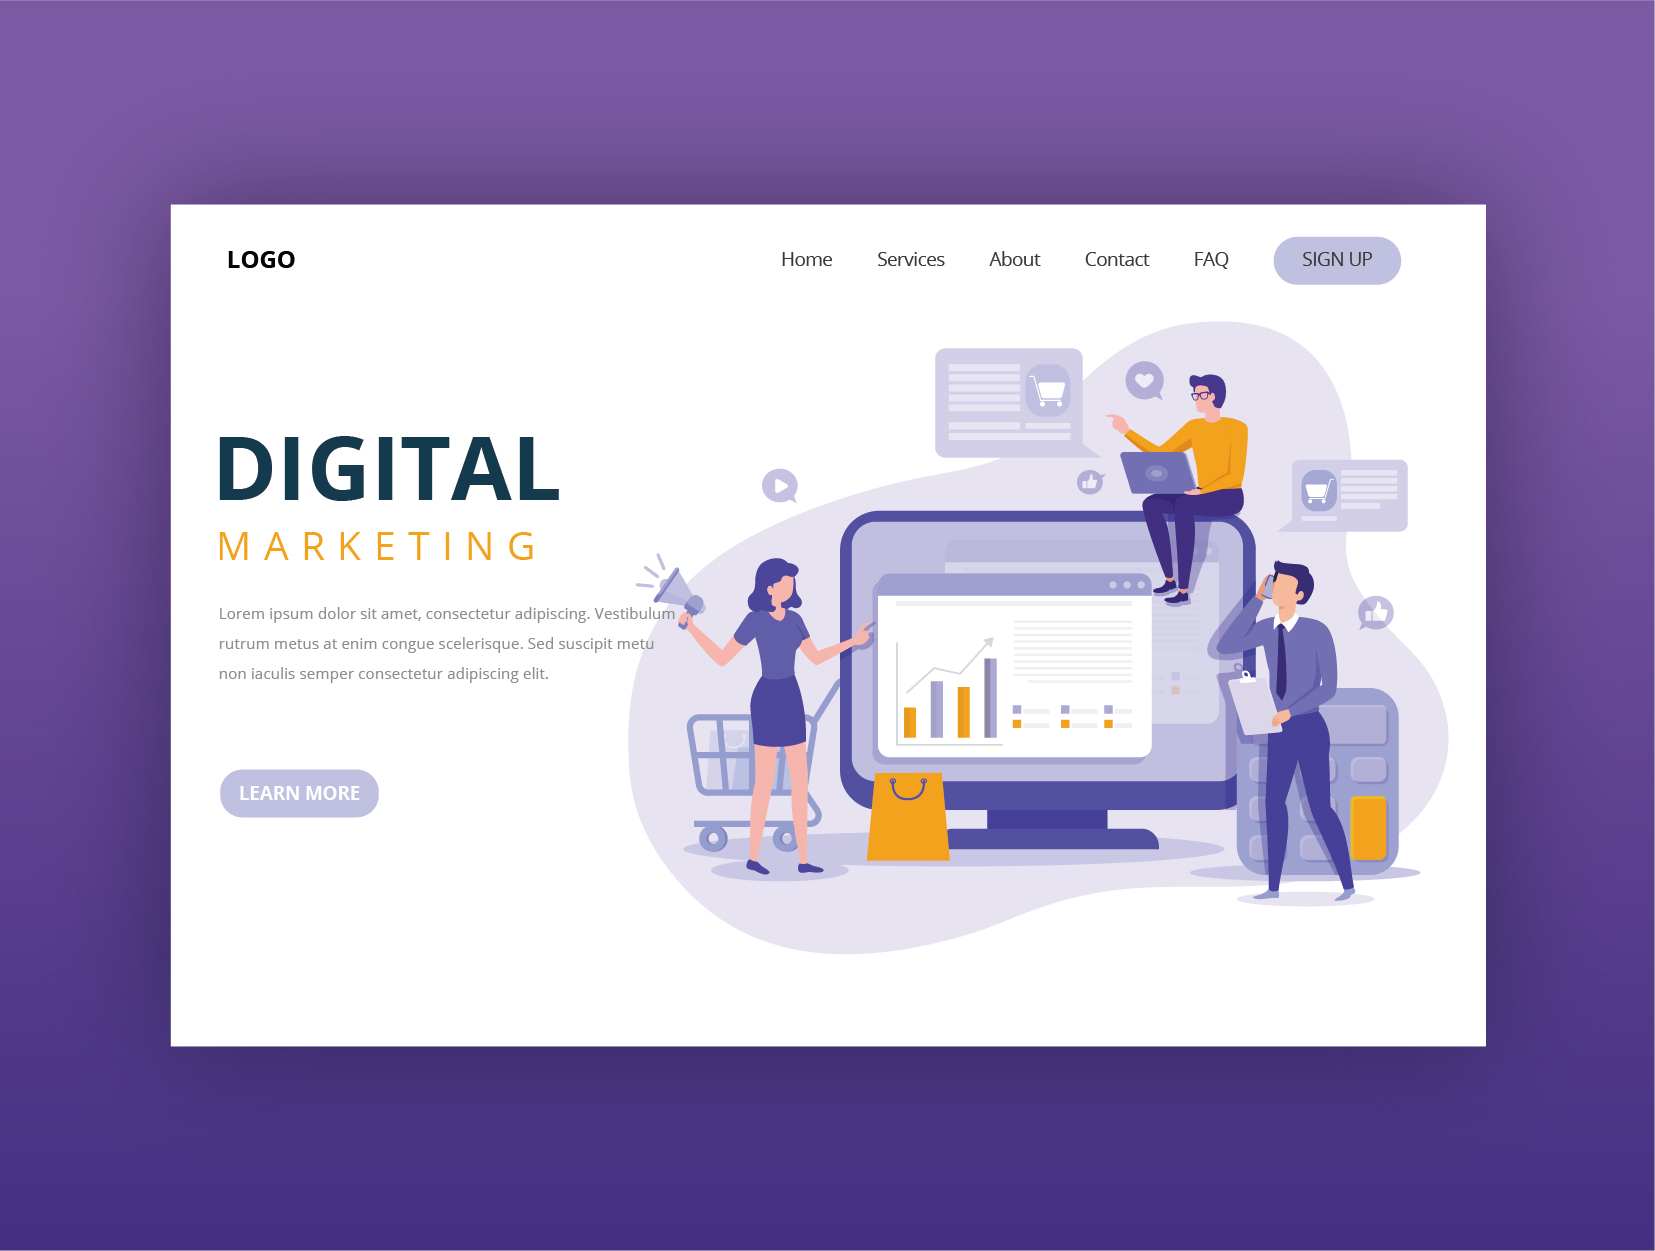 LOGO
Home Services About Contact FAQ SIGN UP
DIGITAL
MARKETING
Lorem ipsum dolor sit amet, consectetur adipiscing. Vestibulum
rutrum metus at enim congue scelerisque. Sed suscipit metu
non iaculis semper consectetur adipiscing elit.
LEARN MORE